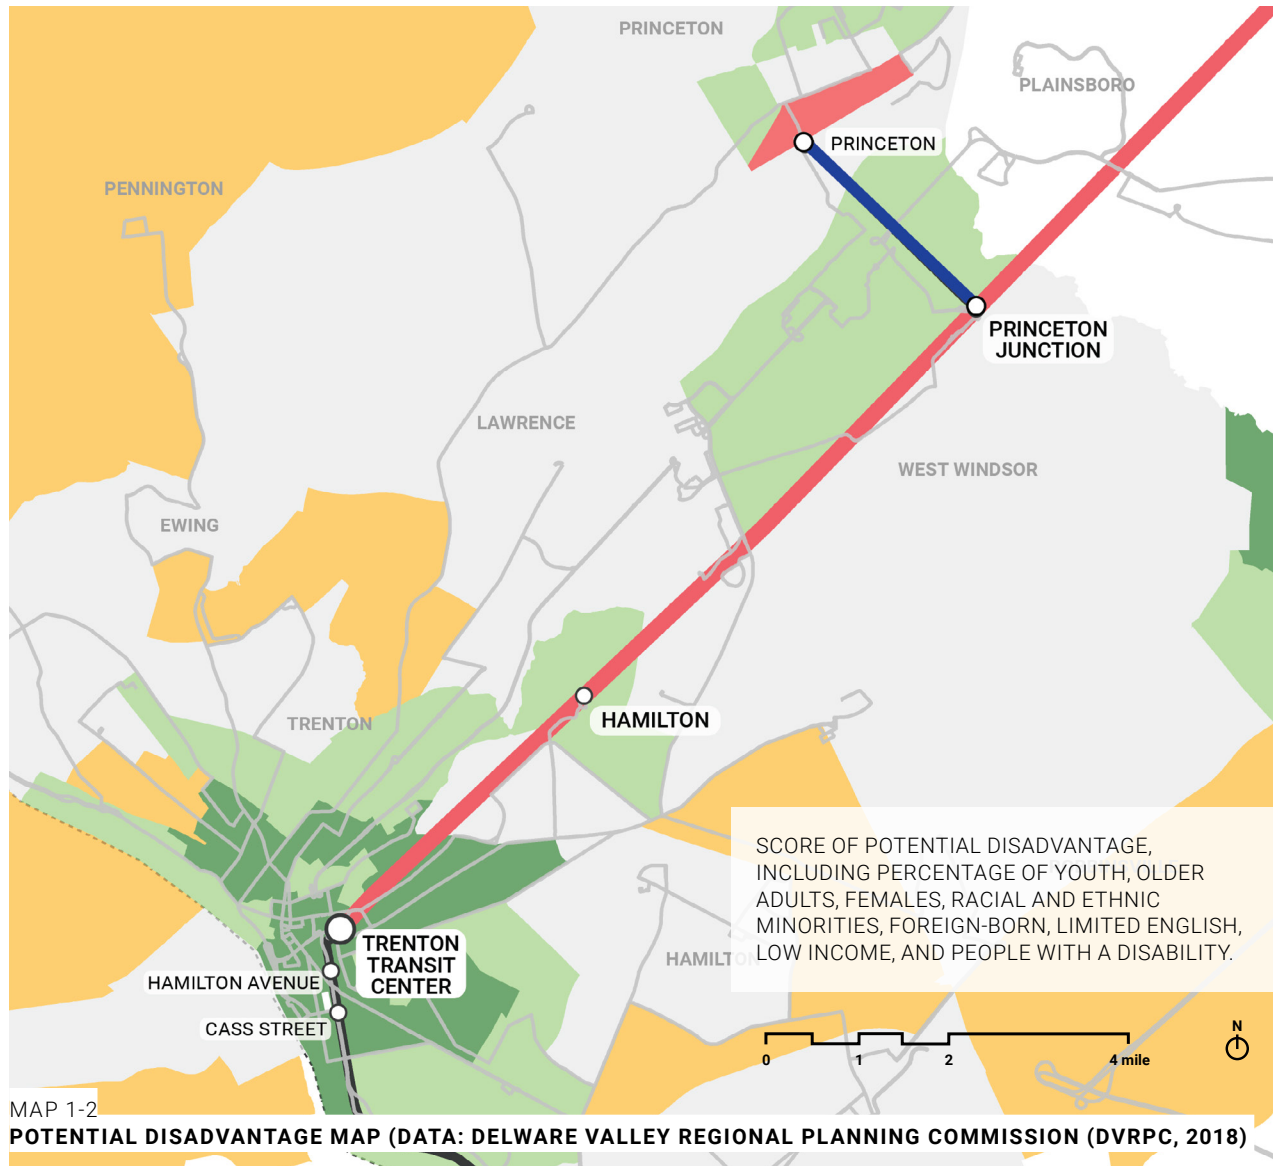 PRINCETON
PLAINSBORO
PRINCETON
PENNINGTON
PRINCETON
JUNCTION
LAWRENCE
WEST WINDSOR
EWING
HAMILTON
TRENTON
SCORE OF POTENTIAL DISADVANTAGE,
INCLUDING PERCENTAGE OF YOUTH, OLDER
ADULTS, FEMALES, RACIAL AND ETHNIC
MINORITIES, FOREIGN-BORN, LIMITED ENGLISH,
LOW INCOME, AND PEOPLE WITH A DISABILITY.
HAMILTON
TRENTON
TRANSIT
CENTER
HAMILTON AVENUE
CASS STREET
N
0 1 2 4 mile
MAP 1-2
POTENTIAL DISADVANTAGE MAP (DATA: DELWARE VALLEY REGIONAL PLANNING COMMISSION (DVRPC, 2018)